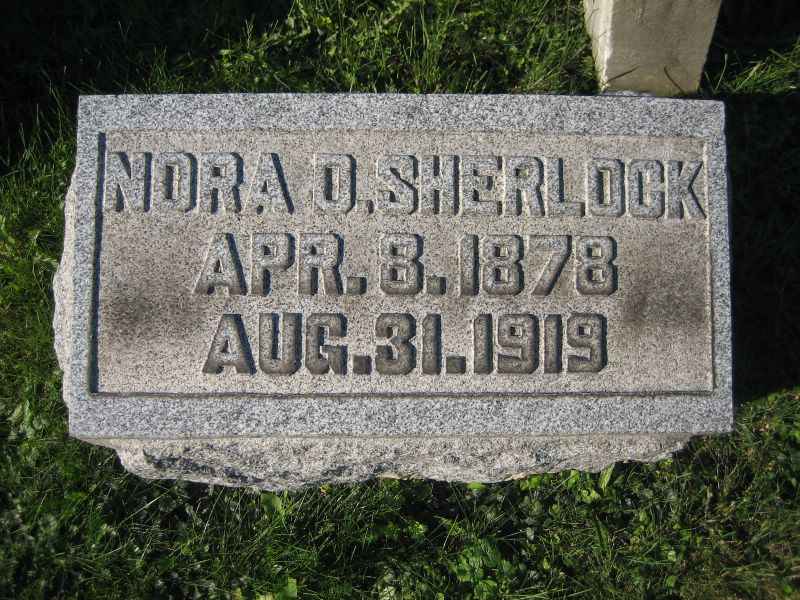 NORA O. SHERLOCK
APR. 8. 1878
AUG. 31. 1919